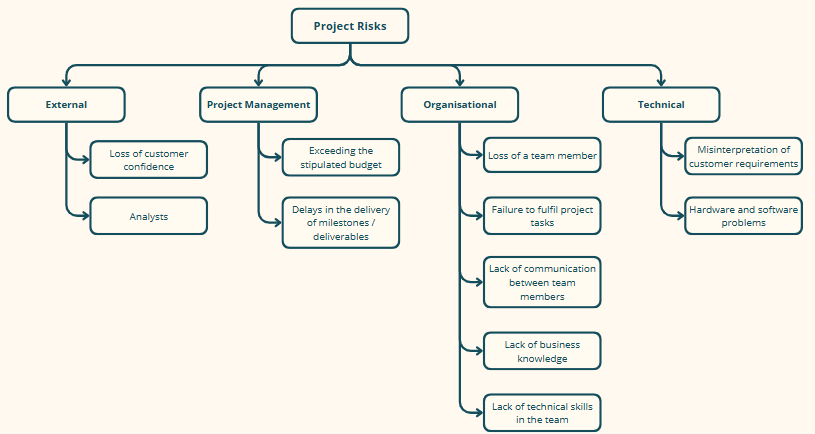 Project Risks
External
Project Management
Organisational
Technical
Loss of customer
confidence
Analysts
Exceeding the
stipulated budget
Delays in the delivery
of milestones /
deliverables
Loss of a team member
Failure to fulfil project
tasks
Lack of communication
between team
members
Lack of business
knowledge
Lack of technical skills
in the team
Misinterpretation of
customer requirements
Hardware and software
problems